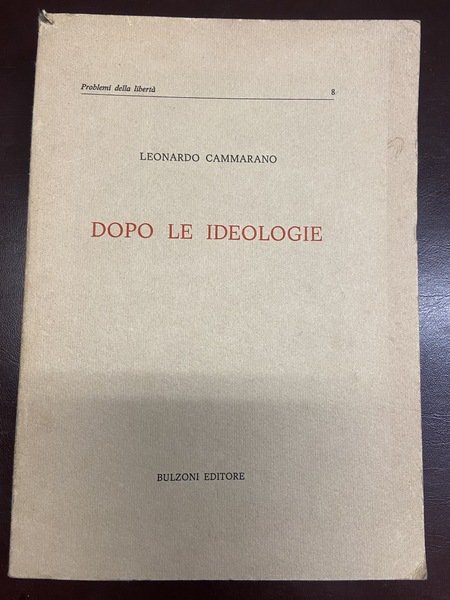 Problemi della libertà 8
LEONARDO CAMMARANO
DOPO LE IDEOLOGIE
BULZONI EDITORE